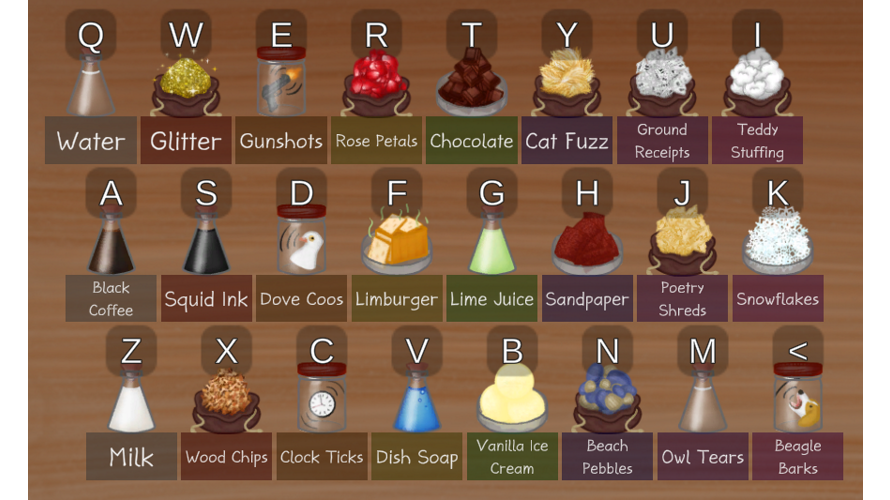 Q W E R T Y U I
Water Glitter Gunshots Rose Petals Chocolate Cat Fuzz Ground Receipts Teddy Stuffing
A S D F G H J K
Black Coffee Squid Ink Dove Coos Limburger Lime Juice Sandpaper Poetry Shreds Snowflakes
Z X C V B N M <
Milk Wood Chips Clock Ticks Dish Soap Vanilla Ice Cream Beach Pebbles Owl Tears Beagle Barks